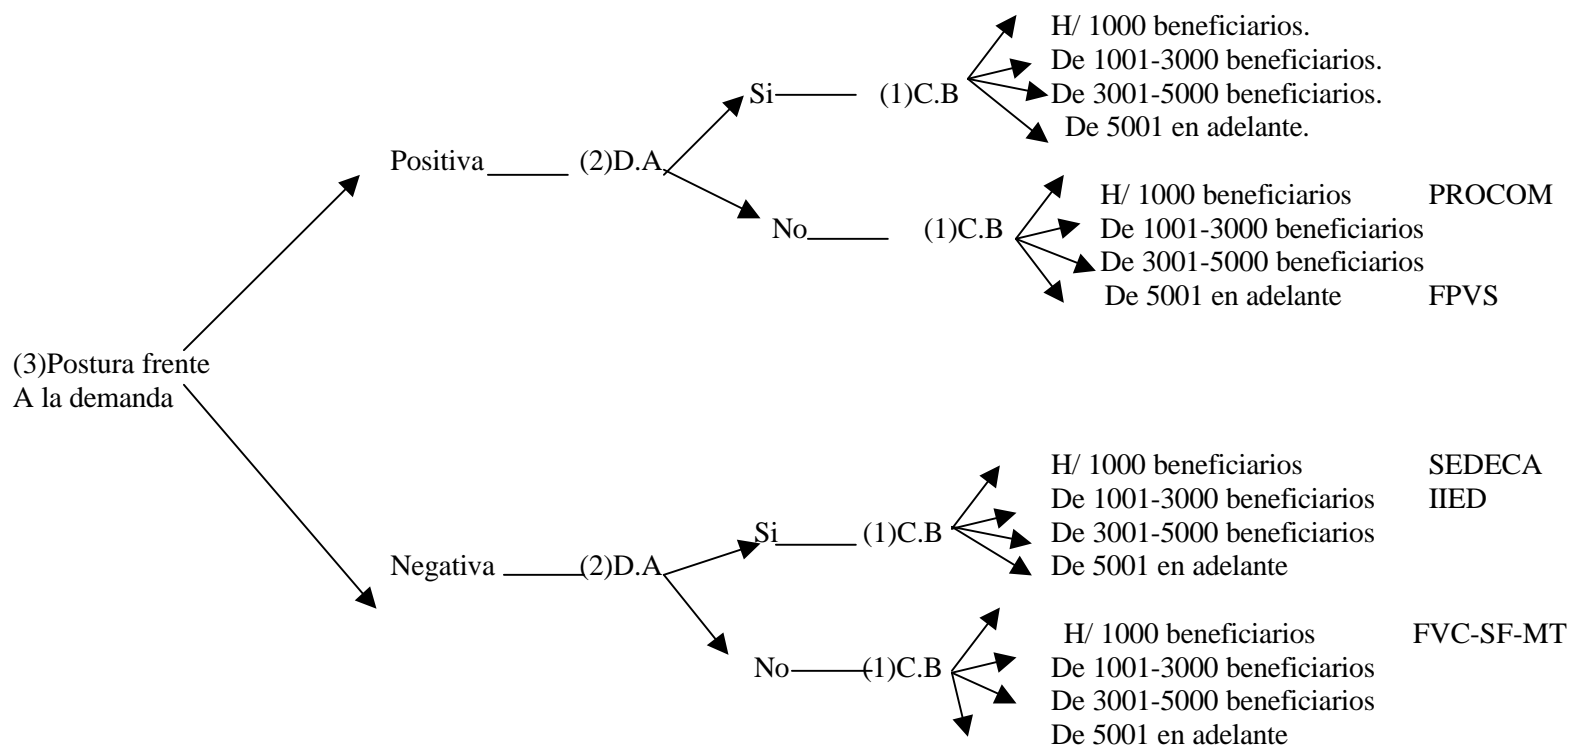 H/ 1000 beneficiarios.
De 1001-3000 beneficiarios.
Si (1)C.B De 3001-5000 beneficiarios.
De 5001 en adelante.
Positiva (2)D.A
H/ 1000 beneficiarios PROCOM
No (1)C.B De 1001-3000 beneficiarios
De 3001-5000 beneficiarios
De 5001 en adelante FPVS
(3)Postura frente
A la demanda
H/ 1000 beneficiarios SEDECA
De 1001-3000 beneficiarios IIED
Si (1)C.B De 3001-5000 beneficiarios
Negativa (2)D.A De 5001 en adelante
H/ 1000 beneficiarios FVC-SF-MT
No (1)C.B De 1001-3000 beneficiarios
De 3001-5000 beneficiarios
De 5001 en adelante